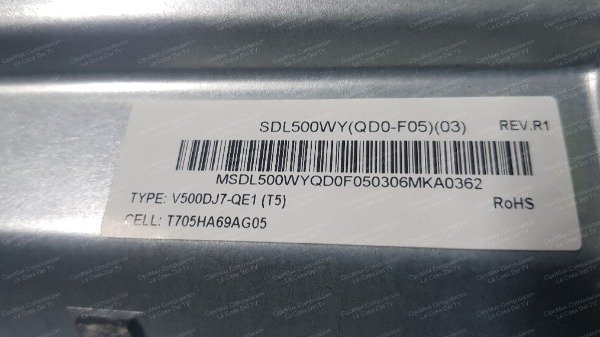 SDL500WY(QD0-F05)(03) REV.R1
MSDL500WYQD0F050306MKA0362
TYPE: V500DJ7-QE1 (T5) RoHS
CELL: T705HA69AG05